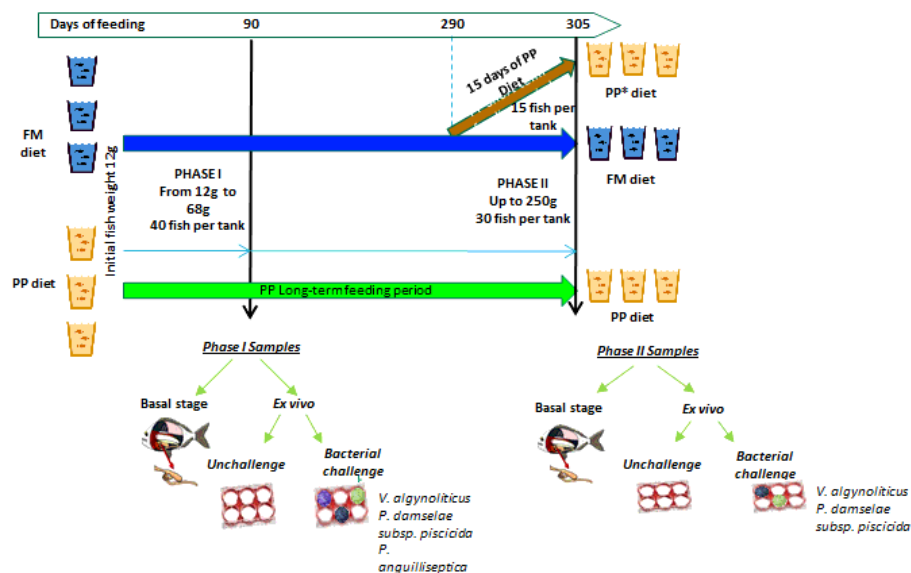 Days of feeding
90
290
305
15 days of PP
Diet
15 fish per
tank
PP* diet
FM
diet
Initial fish weight 12g
PHASE I
From 12g to
68g
40 fish per tank
PHASE II
Up to 250g
30 fish per tank
FM diet
PP diet
PP Long-term feeding period
PP diet
Phase I Samples
Basal stage
Ex vivo
Unchallenge
Bacterial
challenge
V. algynolíticus
P. damselae
subsp. piscicida
P.
anguilliseptica
Phase II Samples
Basal stage
Ex vivo
Unchallenge
Bacterial
challenge
V. algynolíticus
P. damselae
subsp. piscicida